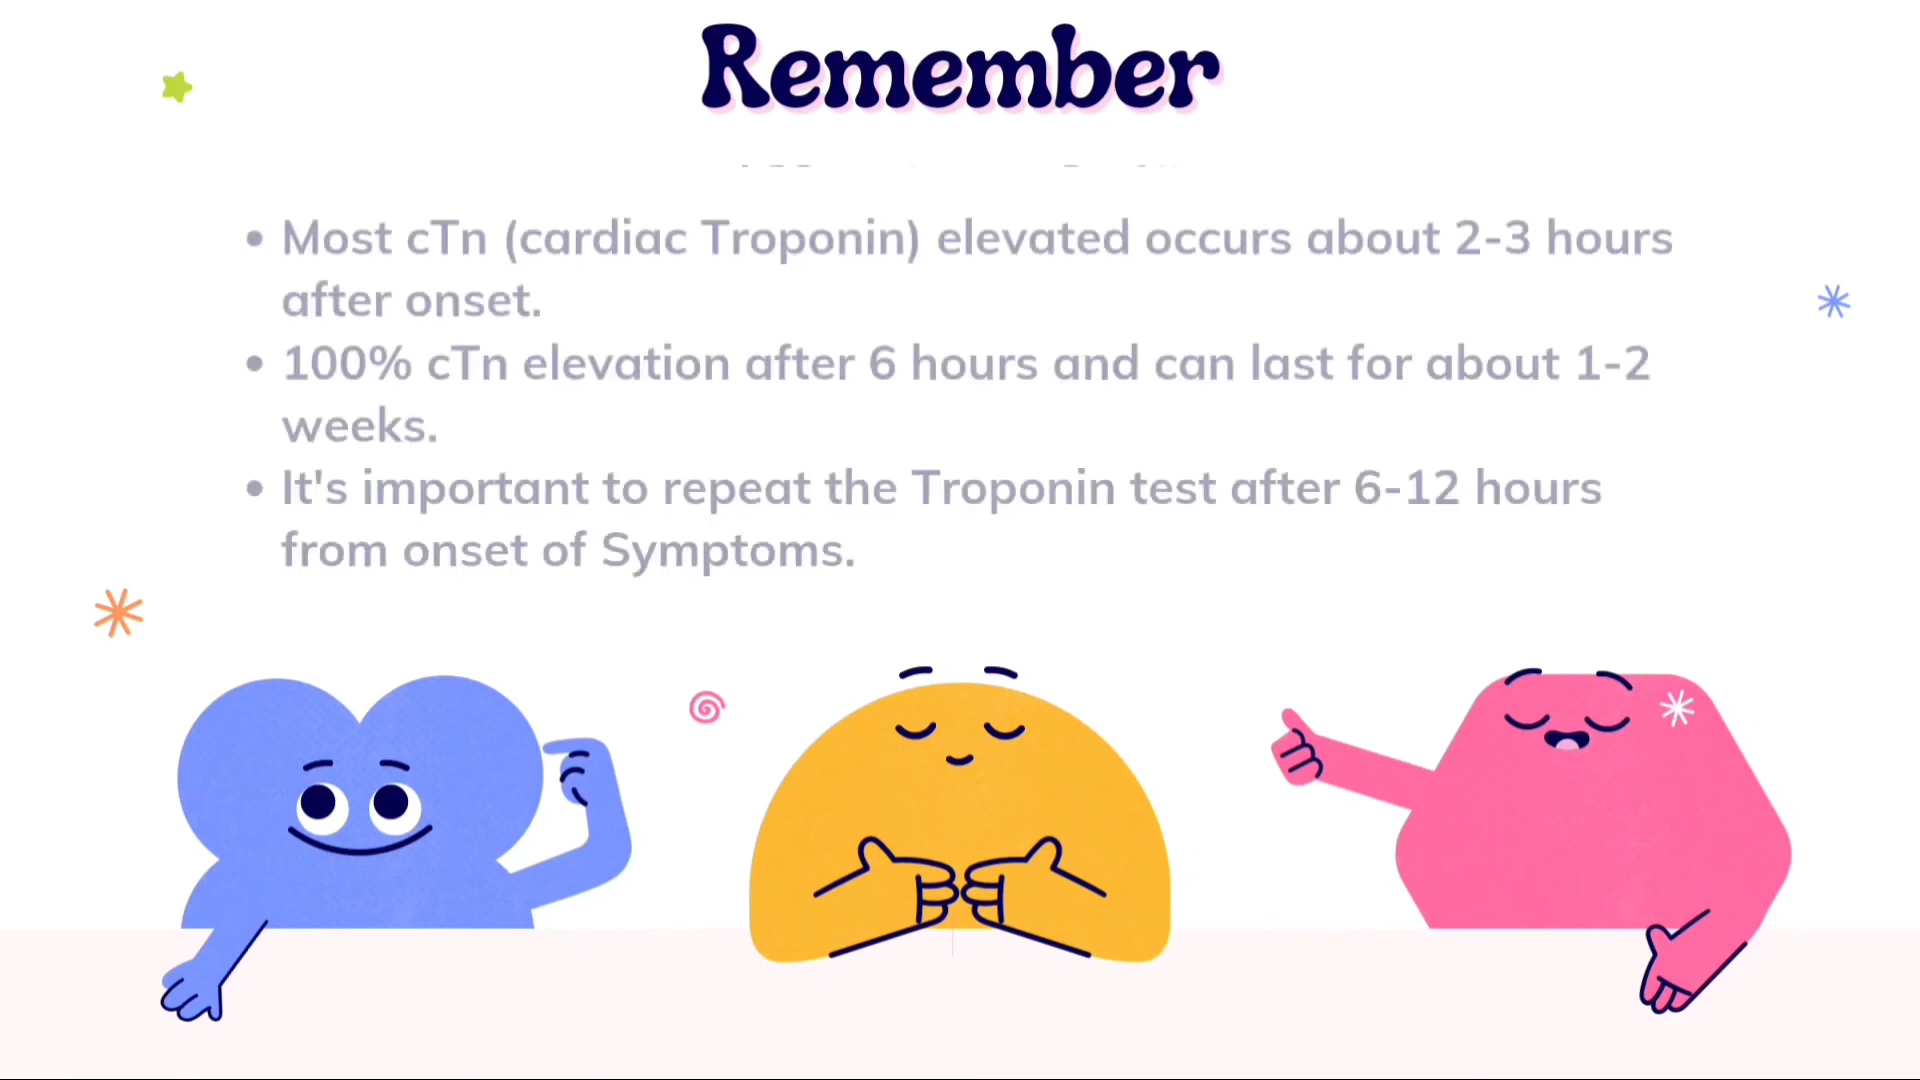 Remember
• Most cTn (cardiac Troponin) elevated occurs about 2-3 hours
after onset.
• 100% cTn elevation after 6 hours and can last for about 1-2
weeks.
• It's important to repeat the Troponin test after 6-12 hours
from onset of Symptoms.